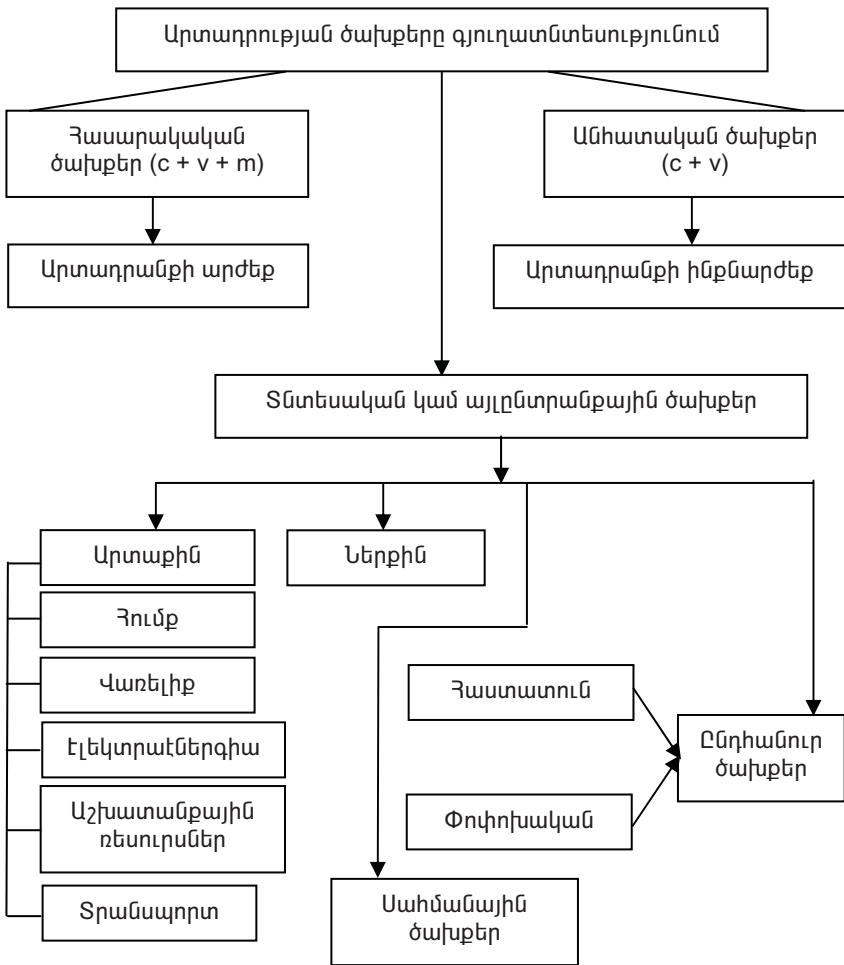 Արտադրության ծախքերը գյուղատնտեսությունում
Հասարակական
ծախքեր (c + v + m)
Անհատական ծախքեր
(c + v)
Արտադրանքի արժեք
Արտադրանքի ինքնարժեք
Տնտեսական կամ այլընտրանքային ծախքեր
Արտաքին
Ներքին
Հումք
Վառելիք
Էլեկտրաէներգիա
Աշխատանքային
ռեսուրսներ
Տրանսպորտ
Հաստատուն
Փոփոխական
Ընդհանուր
ծախքեր
Սահմանային
ծախքեր